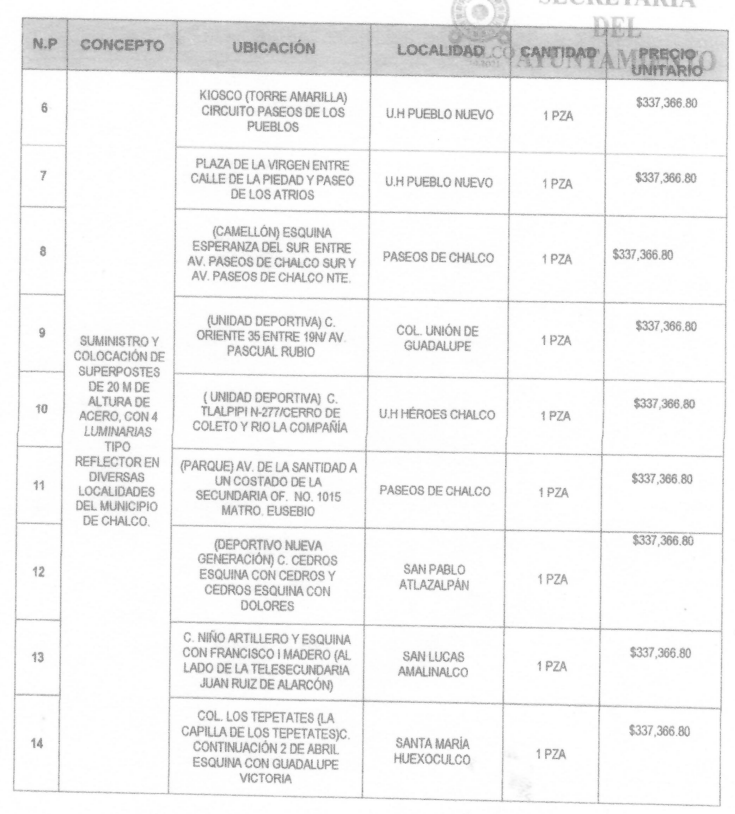 SECRETARIA
DEL
AYUNTAMIENTO
N.P
CONCEPTO
UBICACIÓN
LOCALIDAD
CANTIDAD
PRECIO
UNITARIO
SUMINISTRO Y
COLOCACIÓN DE
SUPERPOSTES
DE 20 M DE
ALTURA DE
ACERO, CON 4
LUMINARIAS
TIPO
REFLECTOR EN
DIVERSAS
LOCALIDADES
DEL MUNICIPIO
DE CHALCO.
6
KIOSCO (TORRE AMARILLA)
CIRCUITO PASEOS DE LOS
PUEBLOS
U.H PUEBLO NUEVO
1 PZA
$337,366.80
7
PLAZA DE LA VIRGEN ENTRE
CALLE DE LA PIEDAD Y PASEO
DE LOS ATRIOS
U.H PUEBLO NUEVO
1 PZA
$337,366.80
8
(CAMELLÓN) ESQUINA
ESPERANZA DEL SUR ENTRE
AV. PASEOS DE CHALCO SUR Y
AV. PASEOS DE CHALCO NTE.
PASEOS DE CHALCO
1 PZA
$337,366.80
9
(UNIDAD DEPORTIVA) C.
ORIENTE 35 ENTRE 19N/ AV.
PASCUAL RUBIO
COL. UNIÓN DE
GUADALUPE
1 PZA
$337,366.80
10
( UNIDAD DEPORTIVA) C.
TLALPIPI N-277/CERRO DE
COLETO Y RIO LA COMPAÑÍA
U.H HÉROES CHALCO
1 PZA
$337,366.80
11
(PARQUE) AV. DE LA SANTIDAD A
UN COSTADO DE LA
SECUNDARIA OF. NO. 1015
MATRO. EUSEBIO
PASEOS DE CHALCO
1 PZA
$337,366.80
12
(DEPORTIVO NUEVA
GENERACIÓN) C. CEDROS
ESQUINA CON CEDROS Y
CEDROS ESQUINA CON
DOLORES
SAN PABLO
ATLAZALPÁN
1 PZA
$337,366.80
13
C. NIÑO ARTILLERO Y ESQUINA
CON FRANCISCO I MADERO (AL
LADO DE LA TELESECUNDARIA
JUAN RUIZ DE ALARCÓN)
SAN LUCAS
AMALINALCO
1 PZA
$337,366.80
14
COL. LOS TEPETATES (LA
CAPILLA DE LOS TEPETATES)C.
CONTINUACIÓN 2 DE ABRIL
ESQUINA CON GUADALUPE
VICTORIA
SANTA MARÍA
HUEXOCULCO
1 PZA
$337,366.80